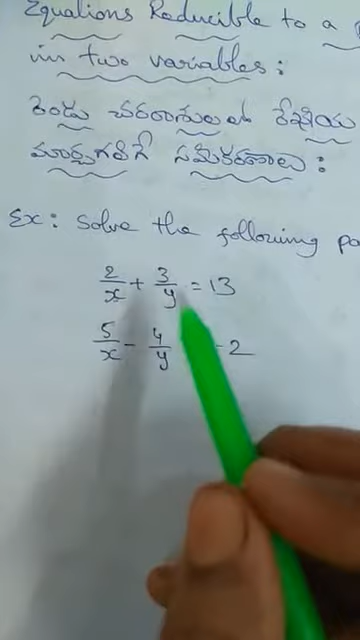 Equations Reducible to a
in two variables:
రెండు చరరాశులలో రేఖీయ
మార్చగలిగే సమీకరణాలు:
Ex: Solve the following pa
2/x + 3/y = 13
5/x - 4/y -2